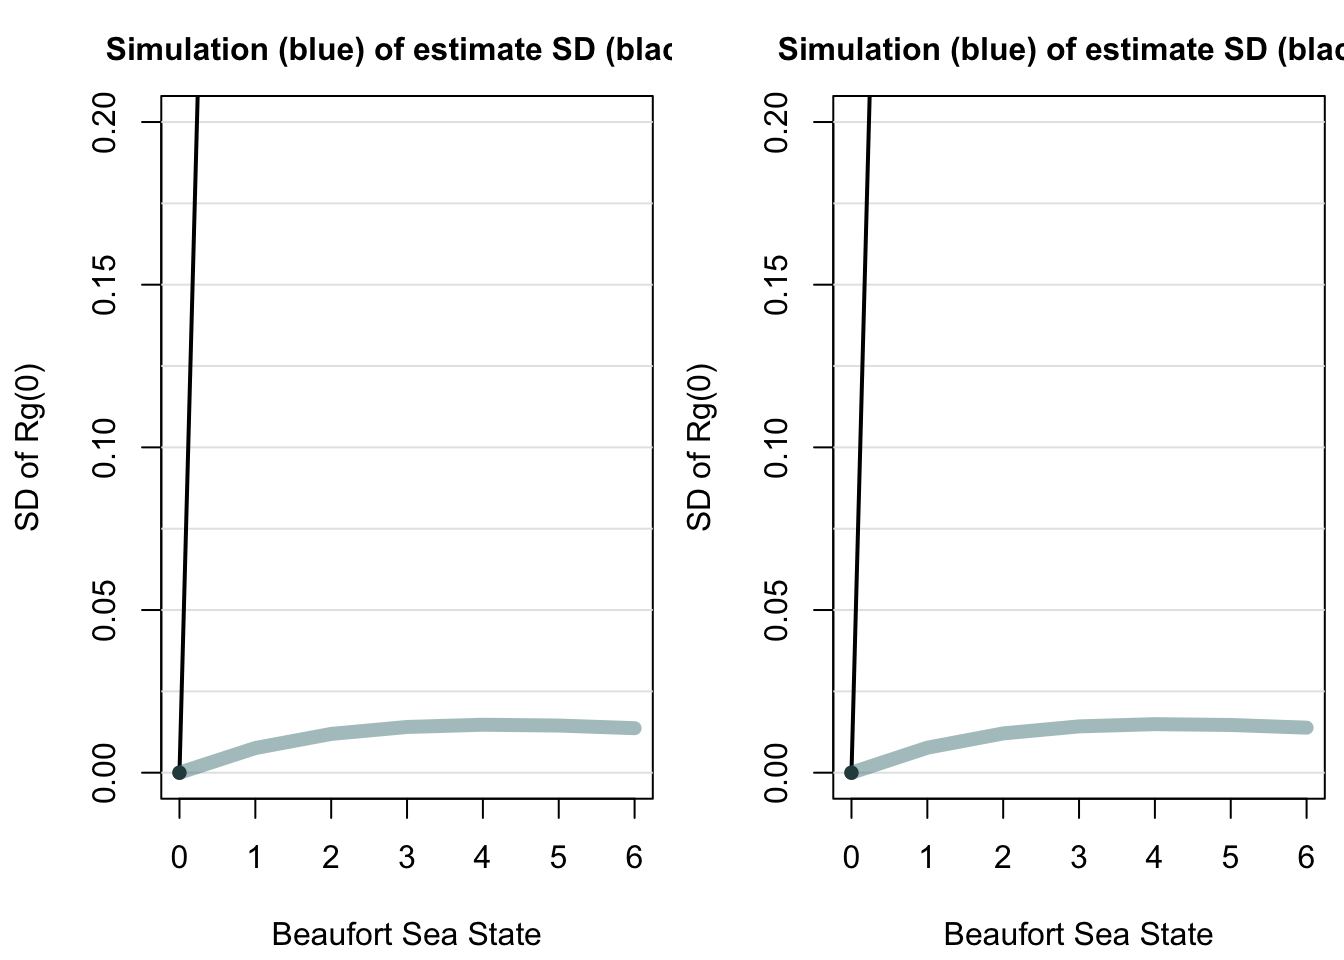 Simulation (blue) of estimate SD (blac
SD of Rg(0)
0.20
0.15
0.10
0.05
0.00
0 1 2 3 4 5 6
Beaufort Sea State
Simulation (blue) of estimate SD (blac
SD of Rg(0)
0.20
0.15
0.10
0.05
0.00
0 1 2 3 4 5 6
Beaufort Sea State